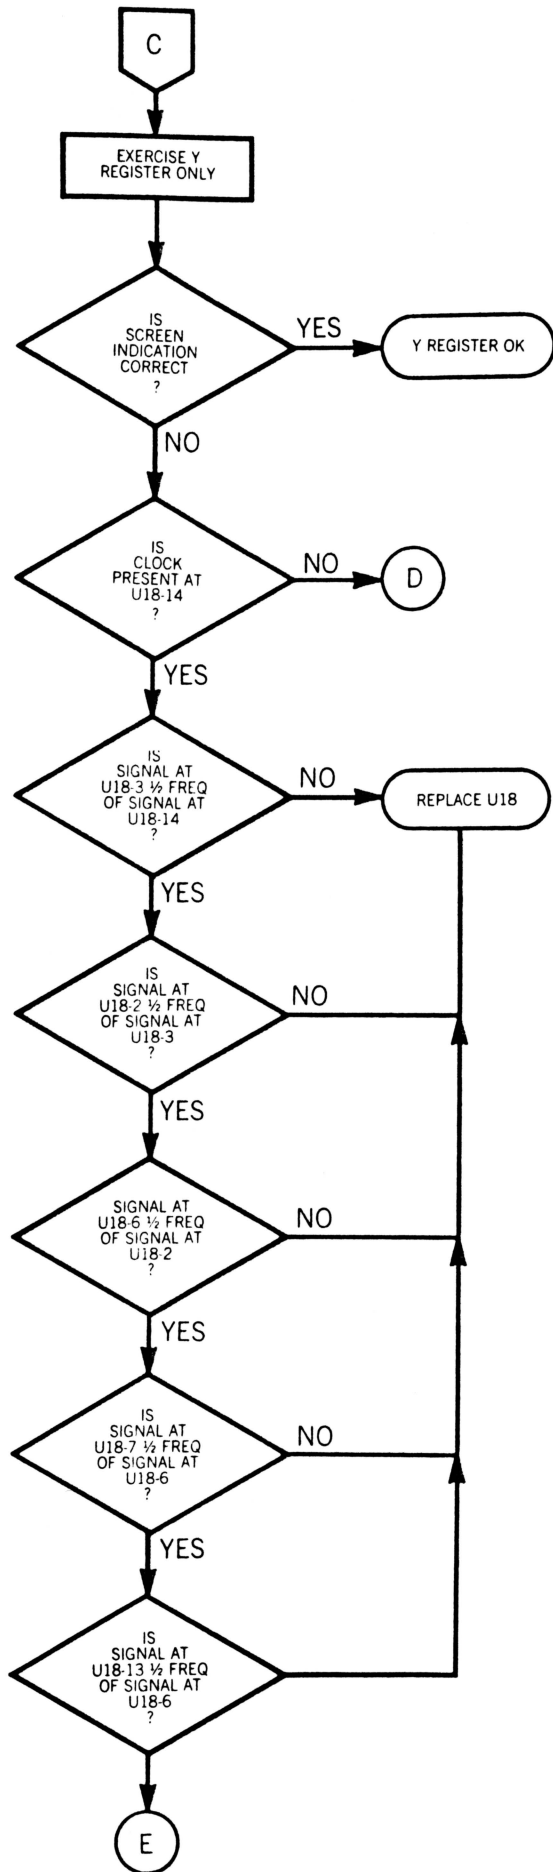 C
EXERCISE Y
REGISTER ONLY
IS
SCREEN
INDICATION
CORRECT
?
YES
Y REGISTER OK
NO
IS
CLOCK
PRESENT AT
U18-14
?
NO
D
YES
IS
SIGNAL AT
U18-3 ½ FREQ
OF SIGNAL AT
U18-14
?
NO
REPLACE U18
YES
IS
SIGNAL AT
U18-2 ½ FREQ
OF SIGNAL AT
U18-3
?
NO
YES
SIGNAL AT
U18-6 ½ FREQ
OF SIGNAL AT
U18-2
?
NO
YES
IS
SIGNAL AT
U18-7 ½ FREQ
OF SIGNAL AT
U18-6
?
NO
YES
IS
SIGNAL AT
U18-13 ½ FREQ
OF SIGNAL AT
U18-6
?
E